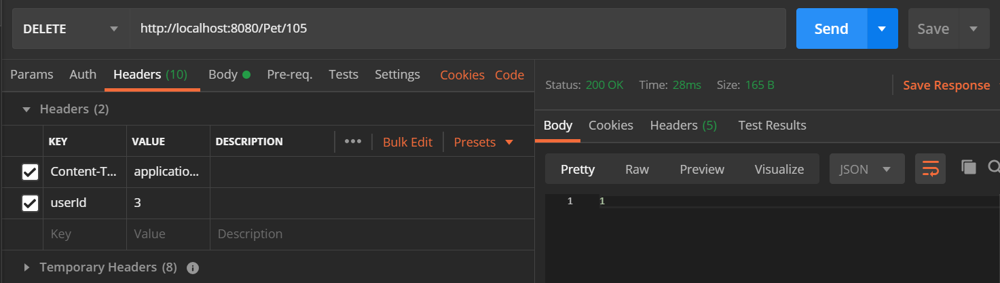 DELETE http://localhost:8080/Pet/105 Send Save
Params Auth Headers (10) Body Pre-req. Tests Settings Cookies Code
Status: 200 OK Time: 28ms Size: 165 B Save Response
Headers (2)
KEY VALUE DESCRIPTION ••• Bulk Edit Presets
Content-T... applicatio...
userId 3
Key Value Description
Temporary Headers (8) i
Body Cookies Headers (5) Test Results
Pretty Raw Preview Visualize JSON
1 1